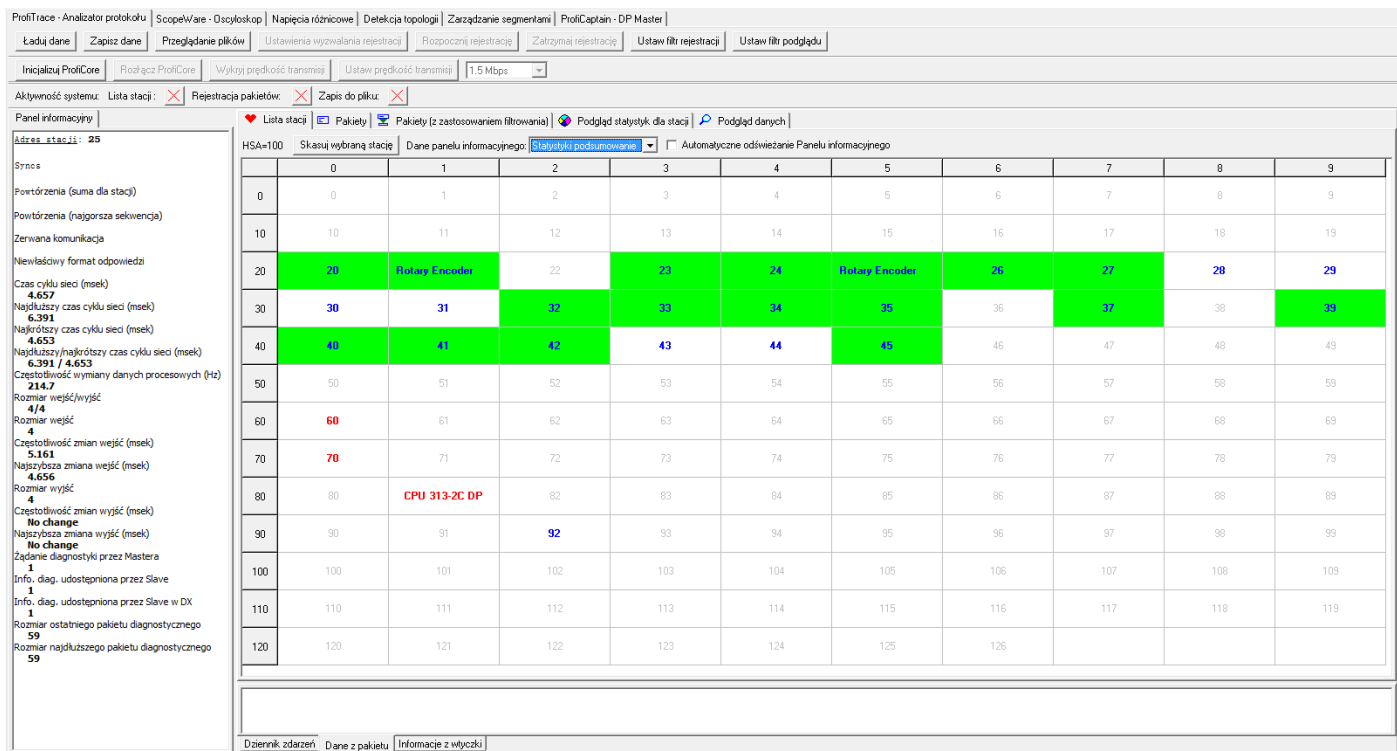 ProfiTrace - Analizator protokołu ScopeWare - Oscyloskop Napięcia różnicowe Detekcja topologii Zarządzanie segmentami ProfiCaptain - DP Master
Ładuj dane Zapisz dane Przeglądanie plików Ustawienia wyzwalania rejestracji Rozpocznij rejestrację Zatrzymaj rejestrację Ustaw filtr rejestracji Ustaw filtr podglądu
Inicjalizuj ProfiCore Rozłącz ProfiCore Wykryj prędkość transmisji Ustaw prędkość transmisji 1.5 Mbps
Aktywność systemu: Lista stacji : Rejestracja pakietów: Zapis do pliku:
Panel informacyjny
Adres stacji: 25
Syncs
Powtórzenia (suma dla stacji)
Powtórzenia (najgorsza sekwencja)
Zerwana komunikacja
Niewłaściwy format odpowiedzi
Czas cyklu sieci (msek)
4.657
Najdłuższy czas cyklu sieci (msek)
6.391
Najkrótszy czas cyklu sieci (msek)
4.653
Najdłuższy/najkrótszy czas cyklu sieci (msek)
6.391 / 4.653
Częstotliwość wymiany danych procesowych (Hz)
214.7
Rozmiar wejść/wyjść
4/4
Rozmiar wejść
4
Częstotliwość zmian wejść (msek)
5.161
Najszybsza zmiana wejść (msek)
4.656
Rozmiar wyjść
4
Częstotliwość zmian wyjść (msek)
No change
Najszybsza zmiana wyjść (msek)
No change
Żądanie diagnostyki przez Mastera
1
Info. diag. udostępniona przez Slave
1
Info. diag. udostępniona przez Slave w DX
1
Rozmiar ostatniego pakietu diagnostycznego
59
Rozmiar najdłuższego pakietu diagnostycznego
59
Lista stacji Pakiety Pakiety (z zastosowaniem filtrowania) Podgląd statystyk dla stacji Podgląd danych
HSA=100 Skasuj wybraną stację Dane panelu informacyjnego: Statystyki podsumowanie Automatyczne odświeżanie Panelu informacyjnego
0 1 2 3 4 5 6 7 8 9
0 0 1 2 3 4 5 6 7 8 9
10 10 11 12 13 14 15 16 17 18 19
20 20 Rotary Encoder 22 23 24 Rotary Encoder 26 27 28 29
30 30 31 32 33 34 35 36 37 38 39
40 40 41 42 43 44 45 46 47 48 49
50 50 51 52 53 54 55 56 57 58 59
60 60 61 62 63 64 65 66 67 68 69
70 70 71 72 73 74 75 76 77 78 79
80 80 CPU 313-2C DP 82 83 84 85 86 87 88 89
90 90 91 92 93 94 95 96 97 98 99
100 100 101 102 103 104 105 106 107 108 109
110 110 111 112 113 114 115 116 117 118 119
120 120 121 122 123 124 125 126
Dziennik zdarzeń Dane z pakietu Informacje z wtyczki